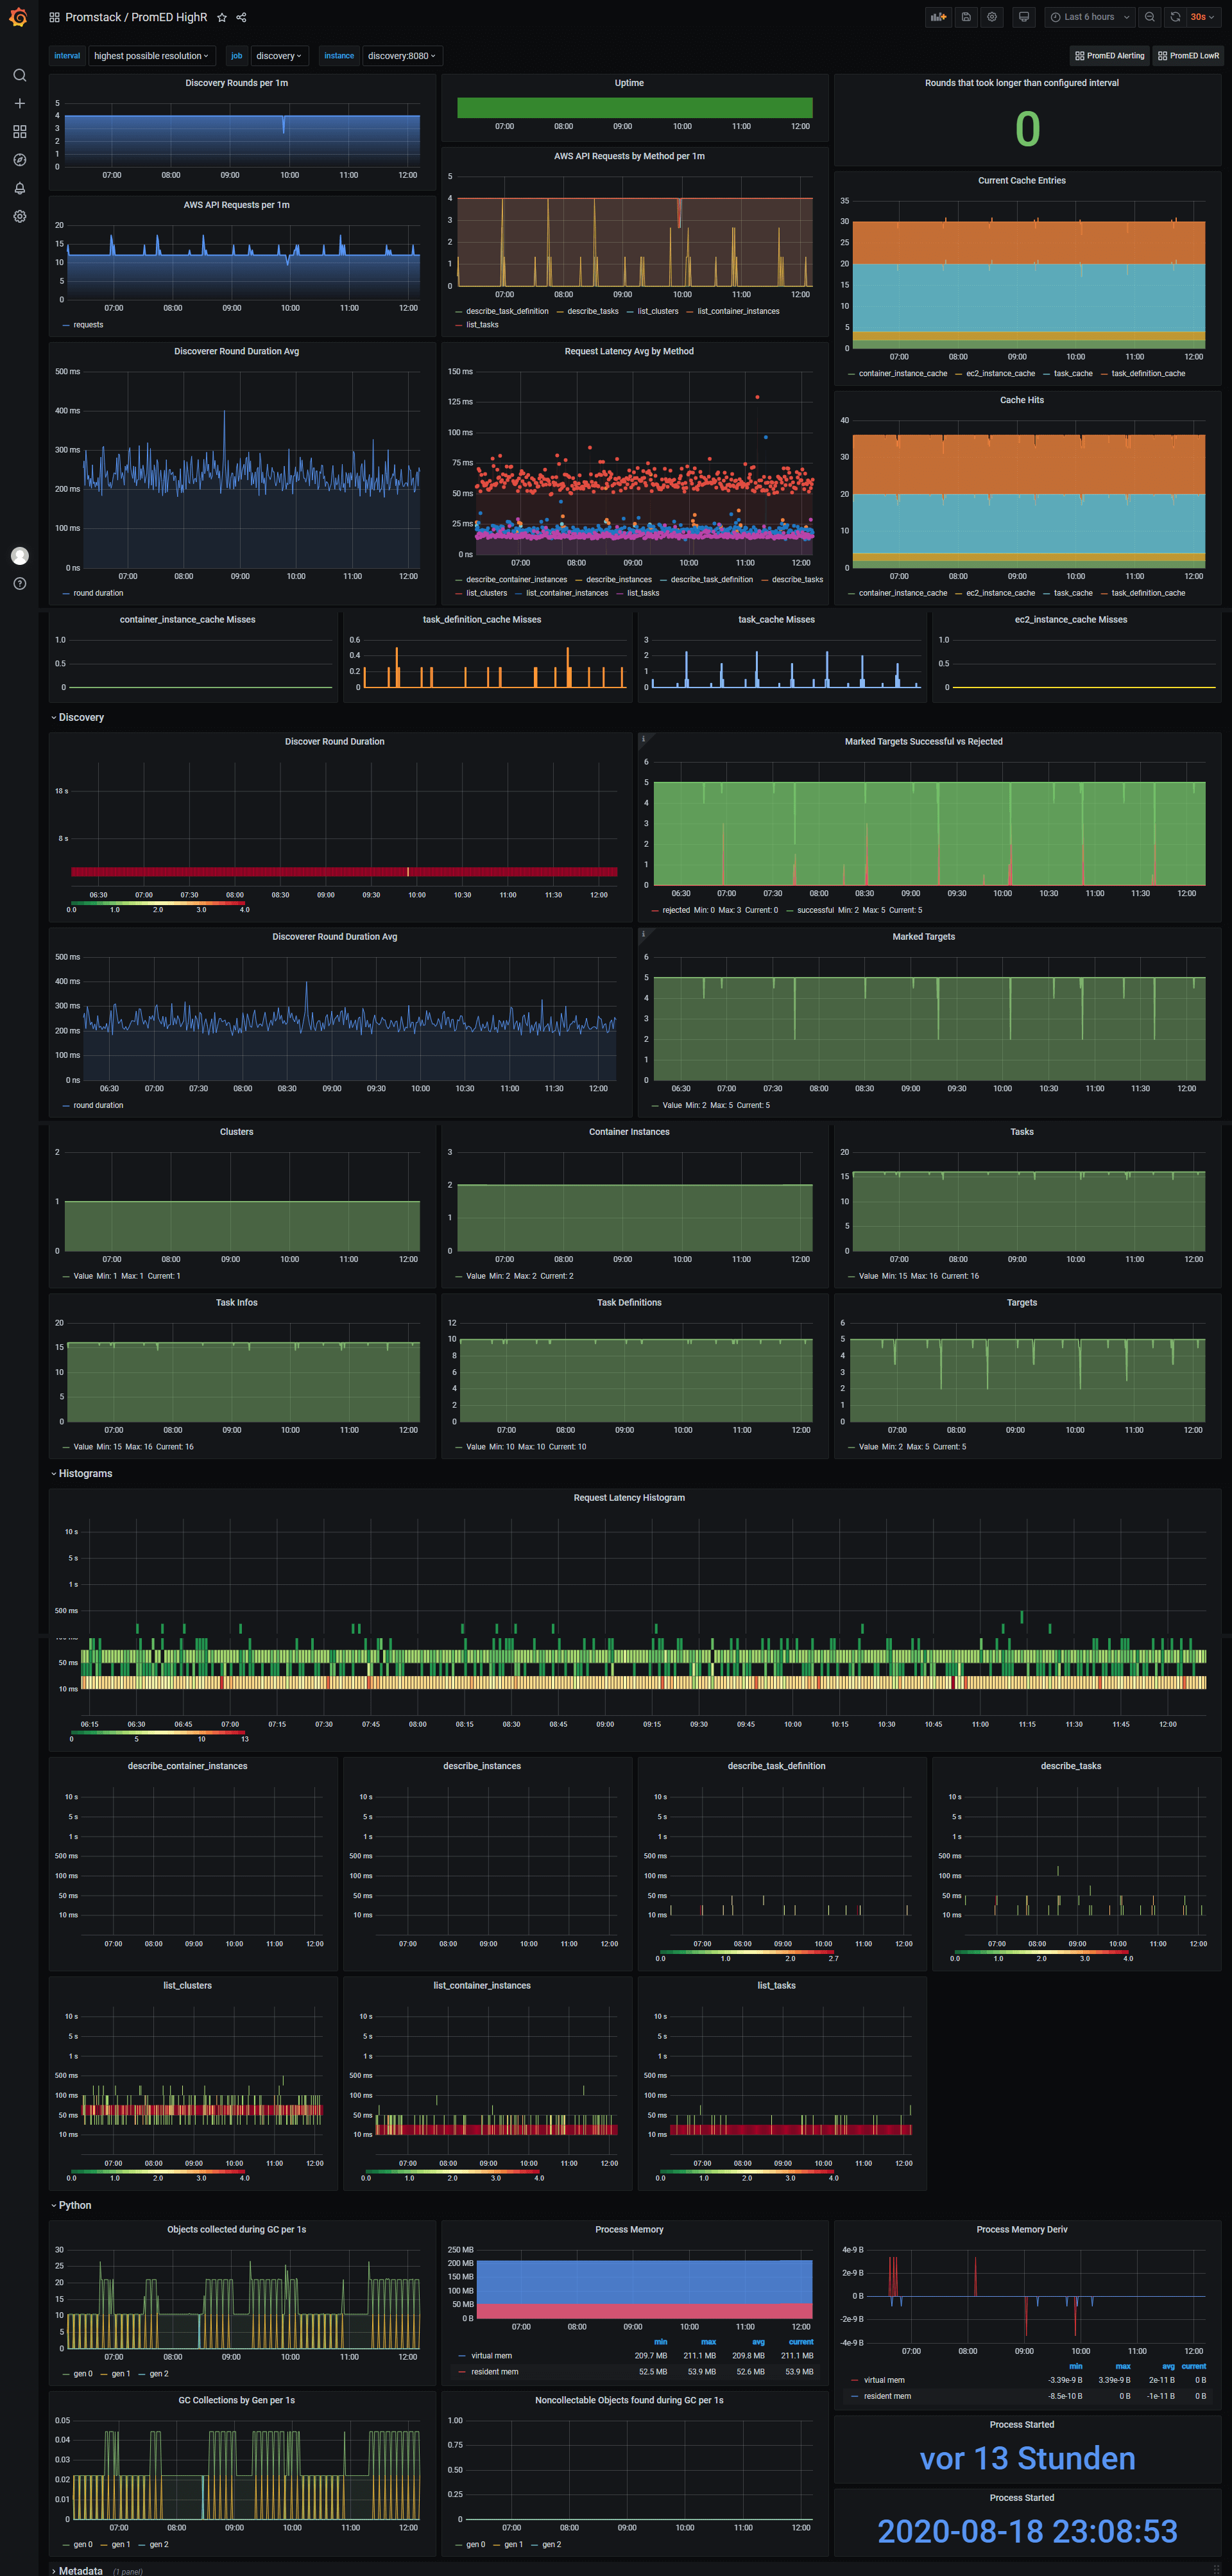 Promstack / PromED HighR
Last 6 hours
30s
interval highest possible resolution job discovery instance discovery:8080
PromED Alerting PromED LowR
Discovery Rounds per 1m
5
4
3
2
1
0
07:00 08:00 09:00 10:00 11:00 12:00
Uptime
07:00 08:00 09:00 10:00 11:00 12:00
Rounds that took longer than configured interval
0
AWS API Requests per 1m
20
15
10
5
0
07:00 08:00 09:00 10:00 11:00 12:00
requests
AWS API Requests by Method per 1m
5
4
3
2
1
0
07:00 08:00 09:00 10:00 11:00 12:00
describe_task_definition describe_tasks list_clusters list_container_instances
list_tasks
Current Cache Entries
35
30
25
20
15
10
5
0
07:00 08:00 09:00 10:00 11:00 12:00
container_instance_cache ec2_instance_cache task_cache task_definition_cache
Discoverer Round Duration Avg
500 ms
400 ms
300 ms
200 ms
100 ms
0 ns
07:00 08:00 09:00 10:00 11:00 12:00
round duration
Request Latency Avg by Method
150 ms
125 ms
100 ms
75 ms
50 ms
25 ms
0 ns
07:00 08:00 09:00 10:00 11:00 12:00
describe_container_instances describe_instances describe_task_definition describe_tasks
list_clusters list_container_instances list_tasks
Cache Hits
40
30
20
10
0
07:00 08:00 09:00 10:00 11:00 12:00
container_instance_cache ec2_instance_cache task_cache task_definition_cache
container_instance_cache Misses
1.0
0.5
0
task_definition_cache Misses
0.6
0.4
0.2
0
task_cache Misses
3
2
1
0
ec2_instance_cache Misses
1.0
0.5
0
Discovery
Discover Round Duration
18 s
8 s
06:30 07:00 07:30 08:00 08:30 09:00 09:30 10:00 10:30 11:00 11:30 12:00
0.0 1.0 2.0 3.0 4.0
Marked Targets Successful vs Rejected
6
5
4
3
2
1
0
06:30 07:00 07:30 08:00 08:30 09:00 09:30 10:00 10:30 11:00 11:30 12:00
rejected Min: 0 Max: 3 Current: 0 successful Min: 2 Max: 5 Current: 5
Discoverer Round Duration Avg
500 ms
400 ms
300 ms
200 ms
100 ms
0 ns
06:30 07:00 07:30 08:00 08:30 09:00 09:30 10:00 10:30 11:00 11:30 12:00
round duration
Marked Targets
6
5
4
3
2
1
0
06:30 07:00 07:30 08:00 08:30 09:00 09:30 10:00 10:30 11:00 11:30 12:00
Value Min: 2 Max: 5 Current: 5
Clusters
2
1
0
07:00 08:00 09:00 10:00 11:00 12:00
Value Min: 1 Max: 1 Current: 1
Container Instances
3
2
1
0
07:00 08:00 09:00 10:00 11:00 12:00
Value Min: 2 Max: 2 Current: 2
Tasks
20
15
10
5
0
07:00 08:00 09:00 10:00 11:00 12:00
Value Min: 15 Max: 16 Current: 16
Task Infos
20
15
10
5
0
07:00 08:00 09:00 10:00 11:00 12:00
Value Min: 15 Max: 16 Current: 16
Task Definitions
12
10
8
6
4
2
0
07:00 08:00 09:00 10:00 11:00 12:00
Value Min: 10 Max: 10 Current: 10
Targets
6
5
4
3
2
1
0
07:00 08:00 09:00 10:00 11:00 12:00
Value Min: 2 Max: 5 Current: 5
Histograms
Request Latency Histogram
10 s
5 s
1 s
500 ms
50 ms
10 ms
06:15 06:30 06:45 07:00 07:15 07:30 07:45 08:00 08:15 08:30 08:45 09:00 09:15 09:30 09:45 10:00 10:15 10:30 10:45 11:00 11:15 11:30 11:45 12:00
0 5 10 13
describe_container_instances
10 s
5 s
1 s
500 ms
100 ms
50 ms
10 ms
07:00 08:00 09:00 10:00 11:00 12:00
describe_instances
10 s
5 s
1 s
500 ms
100 ms
50 ms
10 ms
07:00 08:00 09:00 10:00 11:00 12:00
describe_task_definition
10 s
5 s
1 s
500 ms
100 ms
50 ms
10 ms
07:00 08:00 09:00 10:00 11:00 12:00
0.0 1.0 2.0 2.7
describe_tasks
10 s
5 s
1 s
500 ms
100 ms
50 ms
10 ms
07:00 08:00 09:00 10:00 11:00 12:00
0.0 1.0 2.0 3.0 4.0
list_clusters
10 s
5 s
1 s
500 ms
100 ms
50 ms
10 ms
07:00 08:00 09:00 10:00 11:00 12:00
0.0 1.0 2.0 3.0 4.0
list_container_instances
10 s
5 s
1 s
500 ms
100 ms
50 ms
10 ms
07:00 08:00 09:00 10:00 11:00 12:00
0.0 1.0 2.0 3.0 4.0
list_tasks
10 s
5 s
1 s
500 ms
100 ms
50 ms
10 ms
07:00 08:00 09:00 10:00 11:00 12:00
0.0 1.0 2.0 3.0 4.0
Python
Objects collected during GC per 1s
30
25
20
15
10
5
0
07:00 08:00 09:00 10:00 11:00 12:00
gen 0 gen 1 gen 2
Process Memory
250 MB
200 MB
150 MB
100 MB
50 MB
0 B
07:00 08:00 09:00 10:00 11:00 12:00
min max avg current
virtual mem 209.7 MB 211.1 MB 209.8 MB 211.1 MB
resident mem 52.5 MB 53.9 MB 52.6 MB 53.9 MB
Process Memory Deriv
4e-9 B
2e-9 B
0 B
-2e-9 B
-4e-9 B
07:00 08:00 09:00 10:00 11:00 12:00
min max avg current
virtual mem -3.39e-9 B 3.39e-9 B 2e-11 B 0 B
resident mem -8.5e-10 B 0 B -1e-11 B 0 B
GC Collections by Gen per 1s
0.05
0.04
0.03
0.02
0.01
0
07:00 08:00 09:00 10:00 11:00 12:00
gen 0 gen 1 gen 2
Noncollectable Objects found during GC per 1s
1.00
0.75
0.50
0.25
0
07:00 08:00 09:00 10:00 11:00 12:00
gen 0 gen 1 gen 2
Process Started
vor 13 Stunden
Process Started
2020-08-18 23:08:53
Metadata (1 panel)